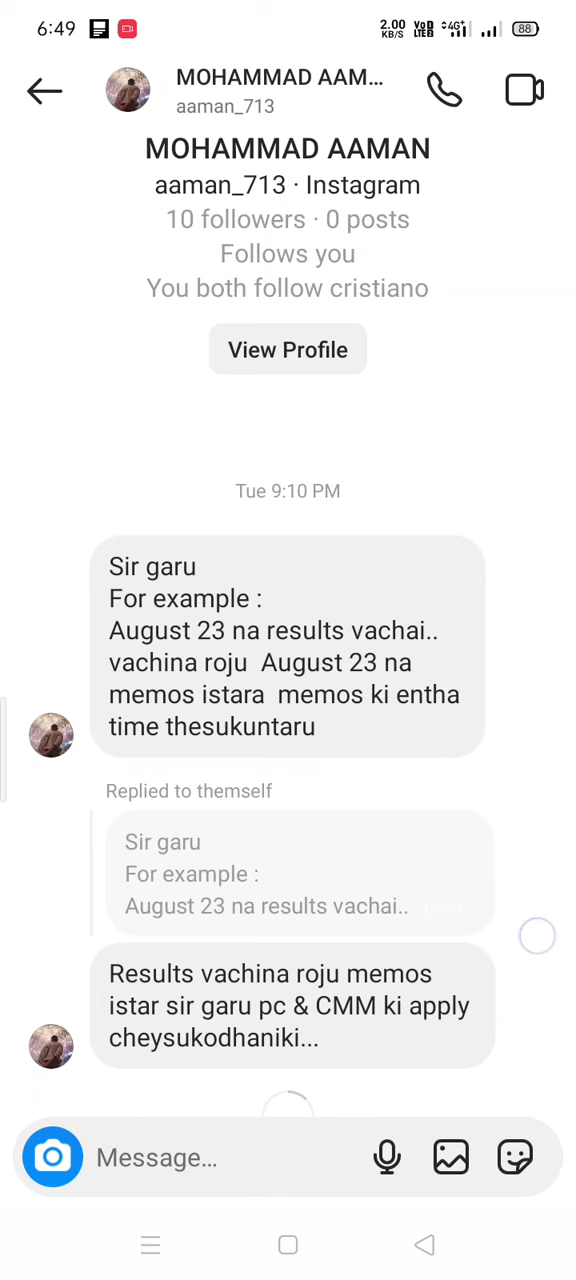 6:49
2.00 KB/S
VoD LTE2
4G+
88
MOHAMMAD AAM...
aaman_713
MOHAMMAD AAMAN
aaman_713 · Instagram
10 followers · 0 posts
Follows you
You both follow cristiano
View Profile
Tue 9:10 PM
Sir garu
For example :
August 23 na results vachai..
vachina roju  August 23 na
memos istara  memos ki entha
time thesukuntaru
Replied to themself
Sir garu
For example :
August 23 na results vachai..
Results vachina roju memos
istar sir garu pc & CMM ki apply
cheysukodhaniki...
Message...